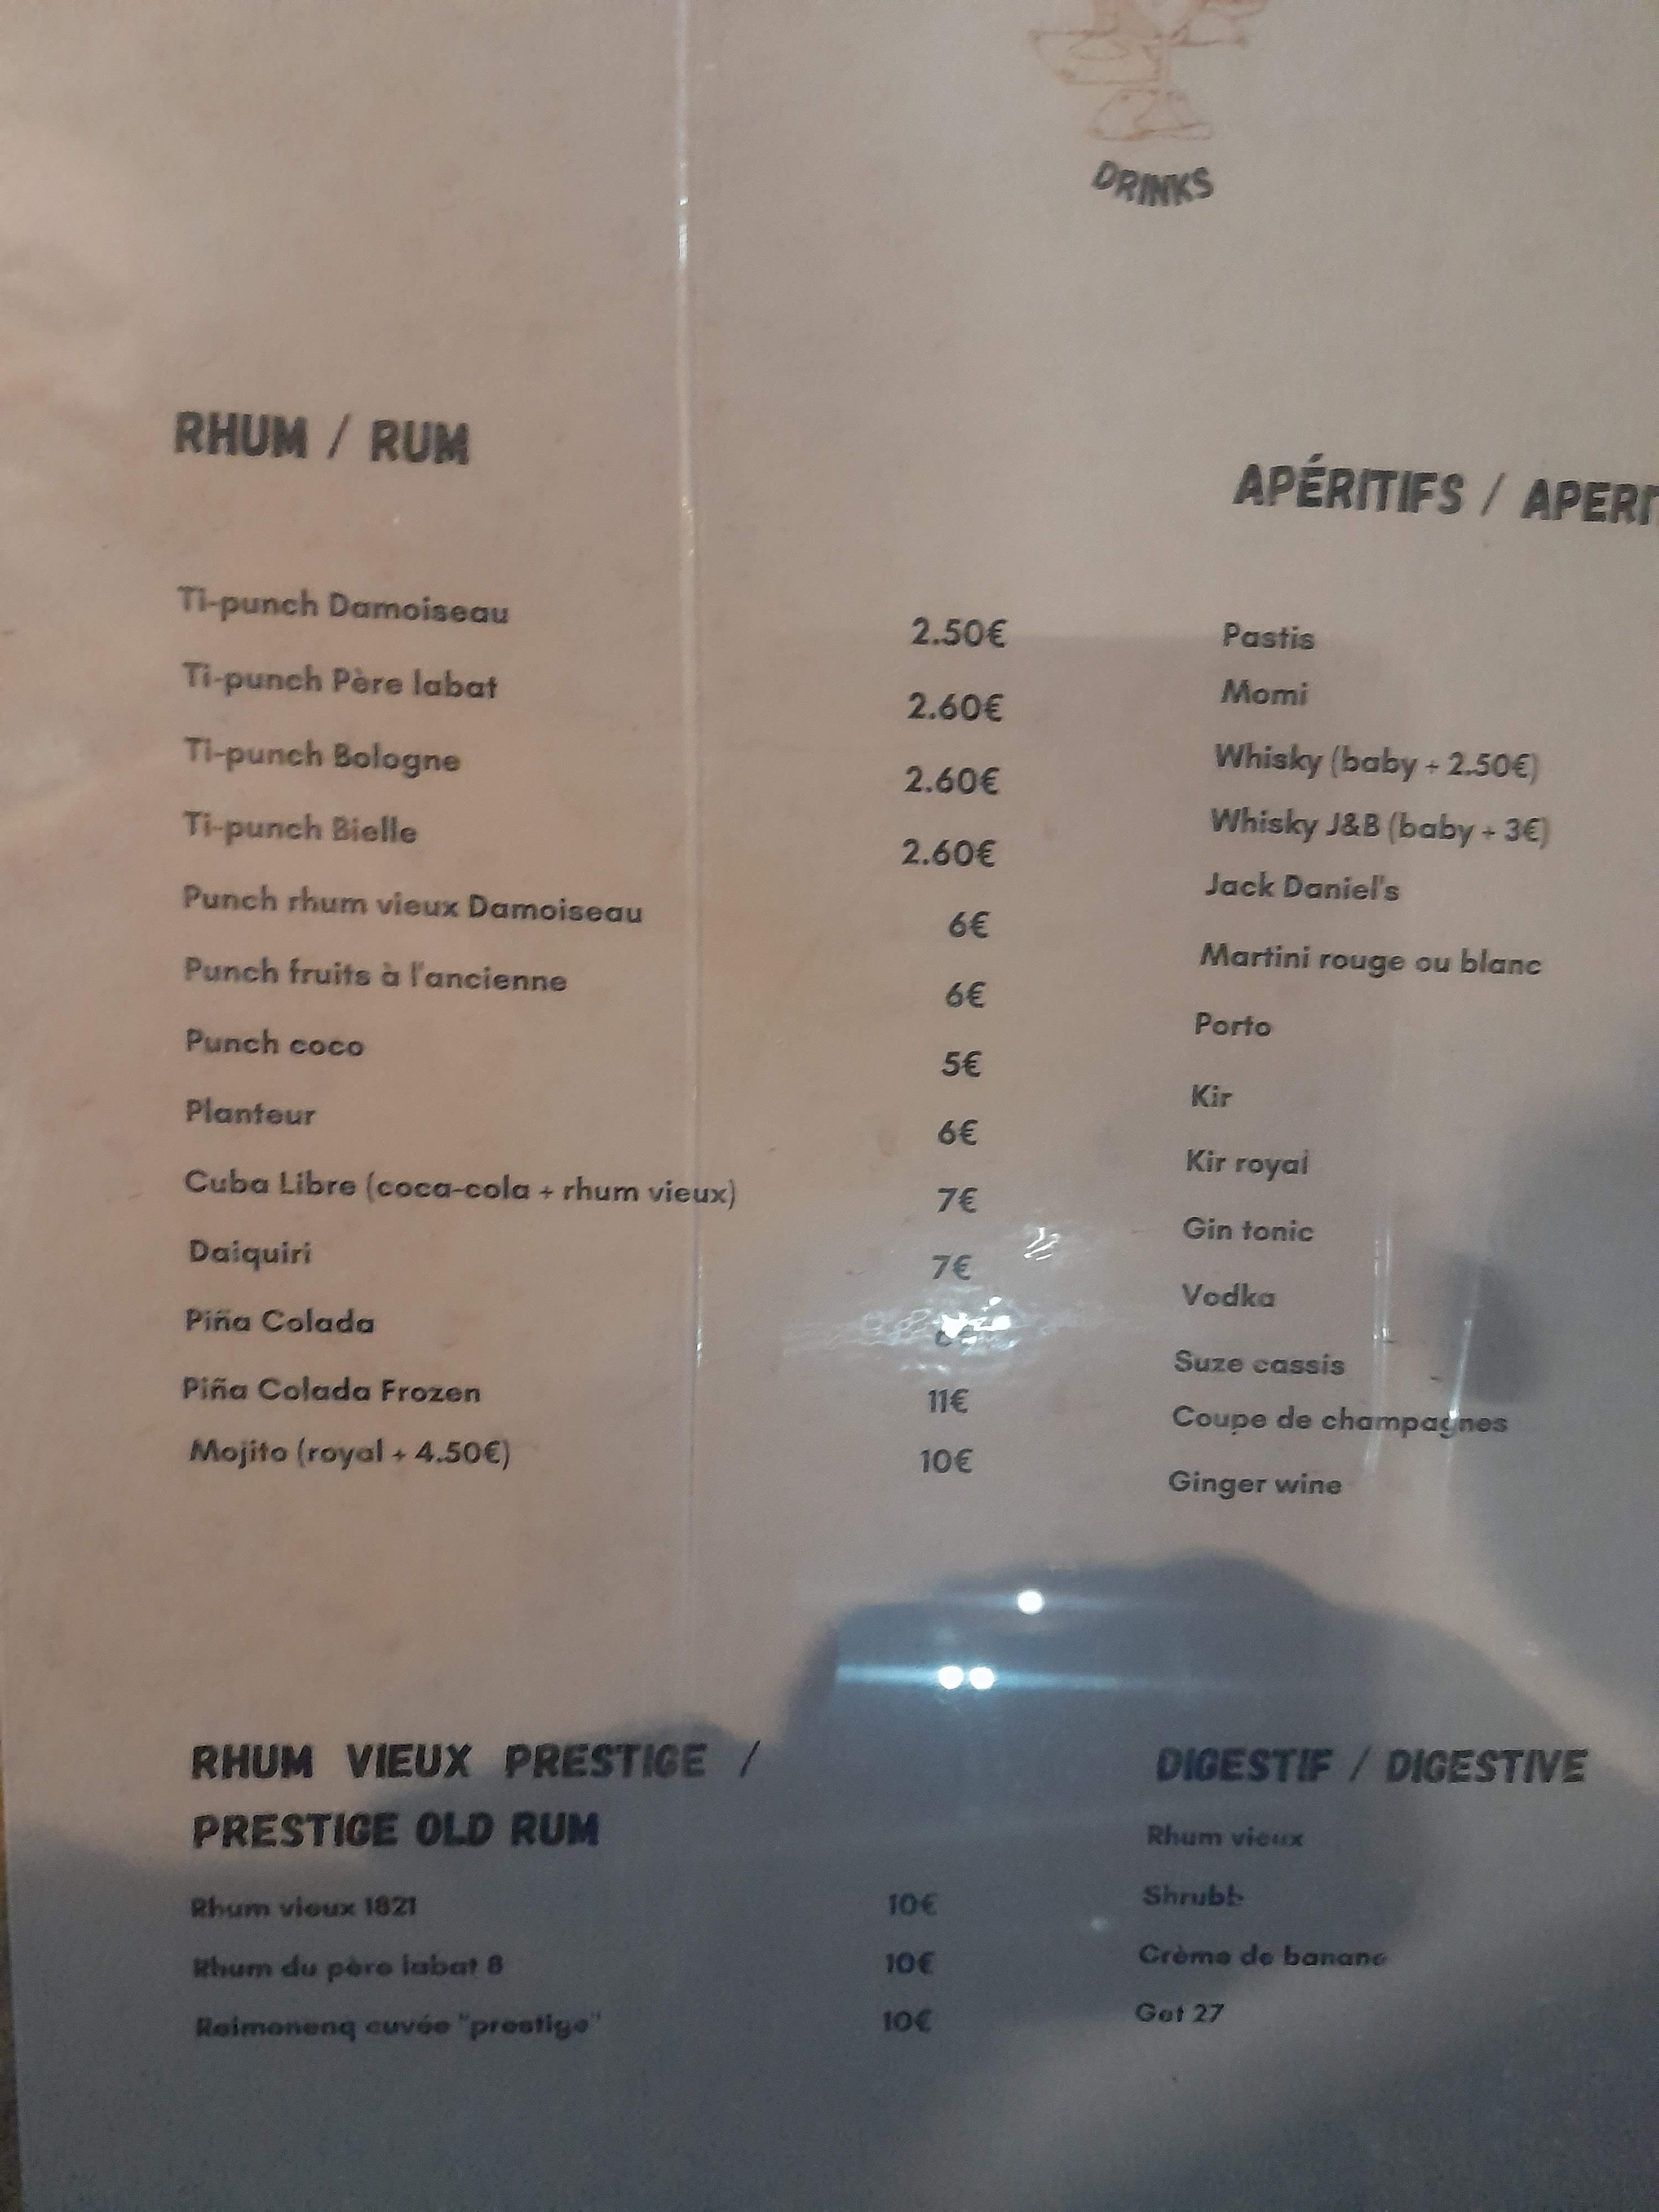 DRINKS
RHUM / RUM
Ti-punch Damoiseau 2.50€
Ti-punch Père labat 2.60€
Ti-punch Bologne 2.60€
Ti-punch Bielle 2.60€
Punch rhum vieux Damoiseau 6€
Punch fruits à l'ancienne 6€
Punch coco 5€
Planteur 6€
Cuba Libre (coca-cola + rhum vieux) 7€
Daiquiri 7€
Piña Colada
Piña Colada Frozen 11€
Mojito (royal + 4.50€) 10€
APÉRITIFS / APERIT
Pastis
Momi
Whisky (baby + 2.50€)
Whisky J&B (baby + 3€)
Jack Daniel's
Martini rouge ou blanc
Porto
Kir
Kir royal
Gin tonic
Vodka
Suze cassis
Coupe de champagnes
Ginger wine
RHUM VIEUX PRESTIGE /
PRESTIGE OLD RUM
Rhum vieux 1821 10€
Rhum du père labat 8 10€
Reimonenq cuvée "prestige" 10€
DIGESTIF / DIGESTIVE
Rhum vieux
Shrubb
Crème de banane
Get 27